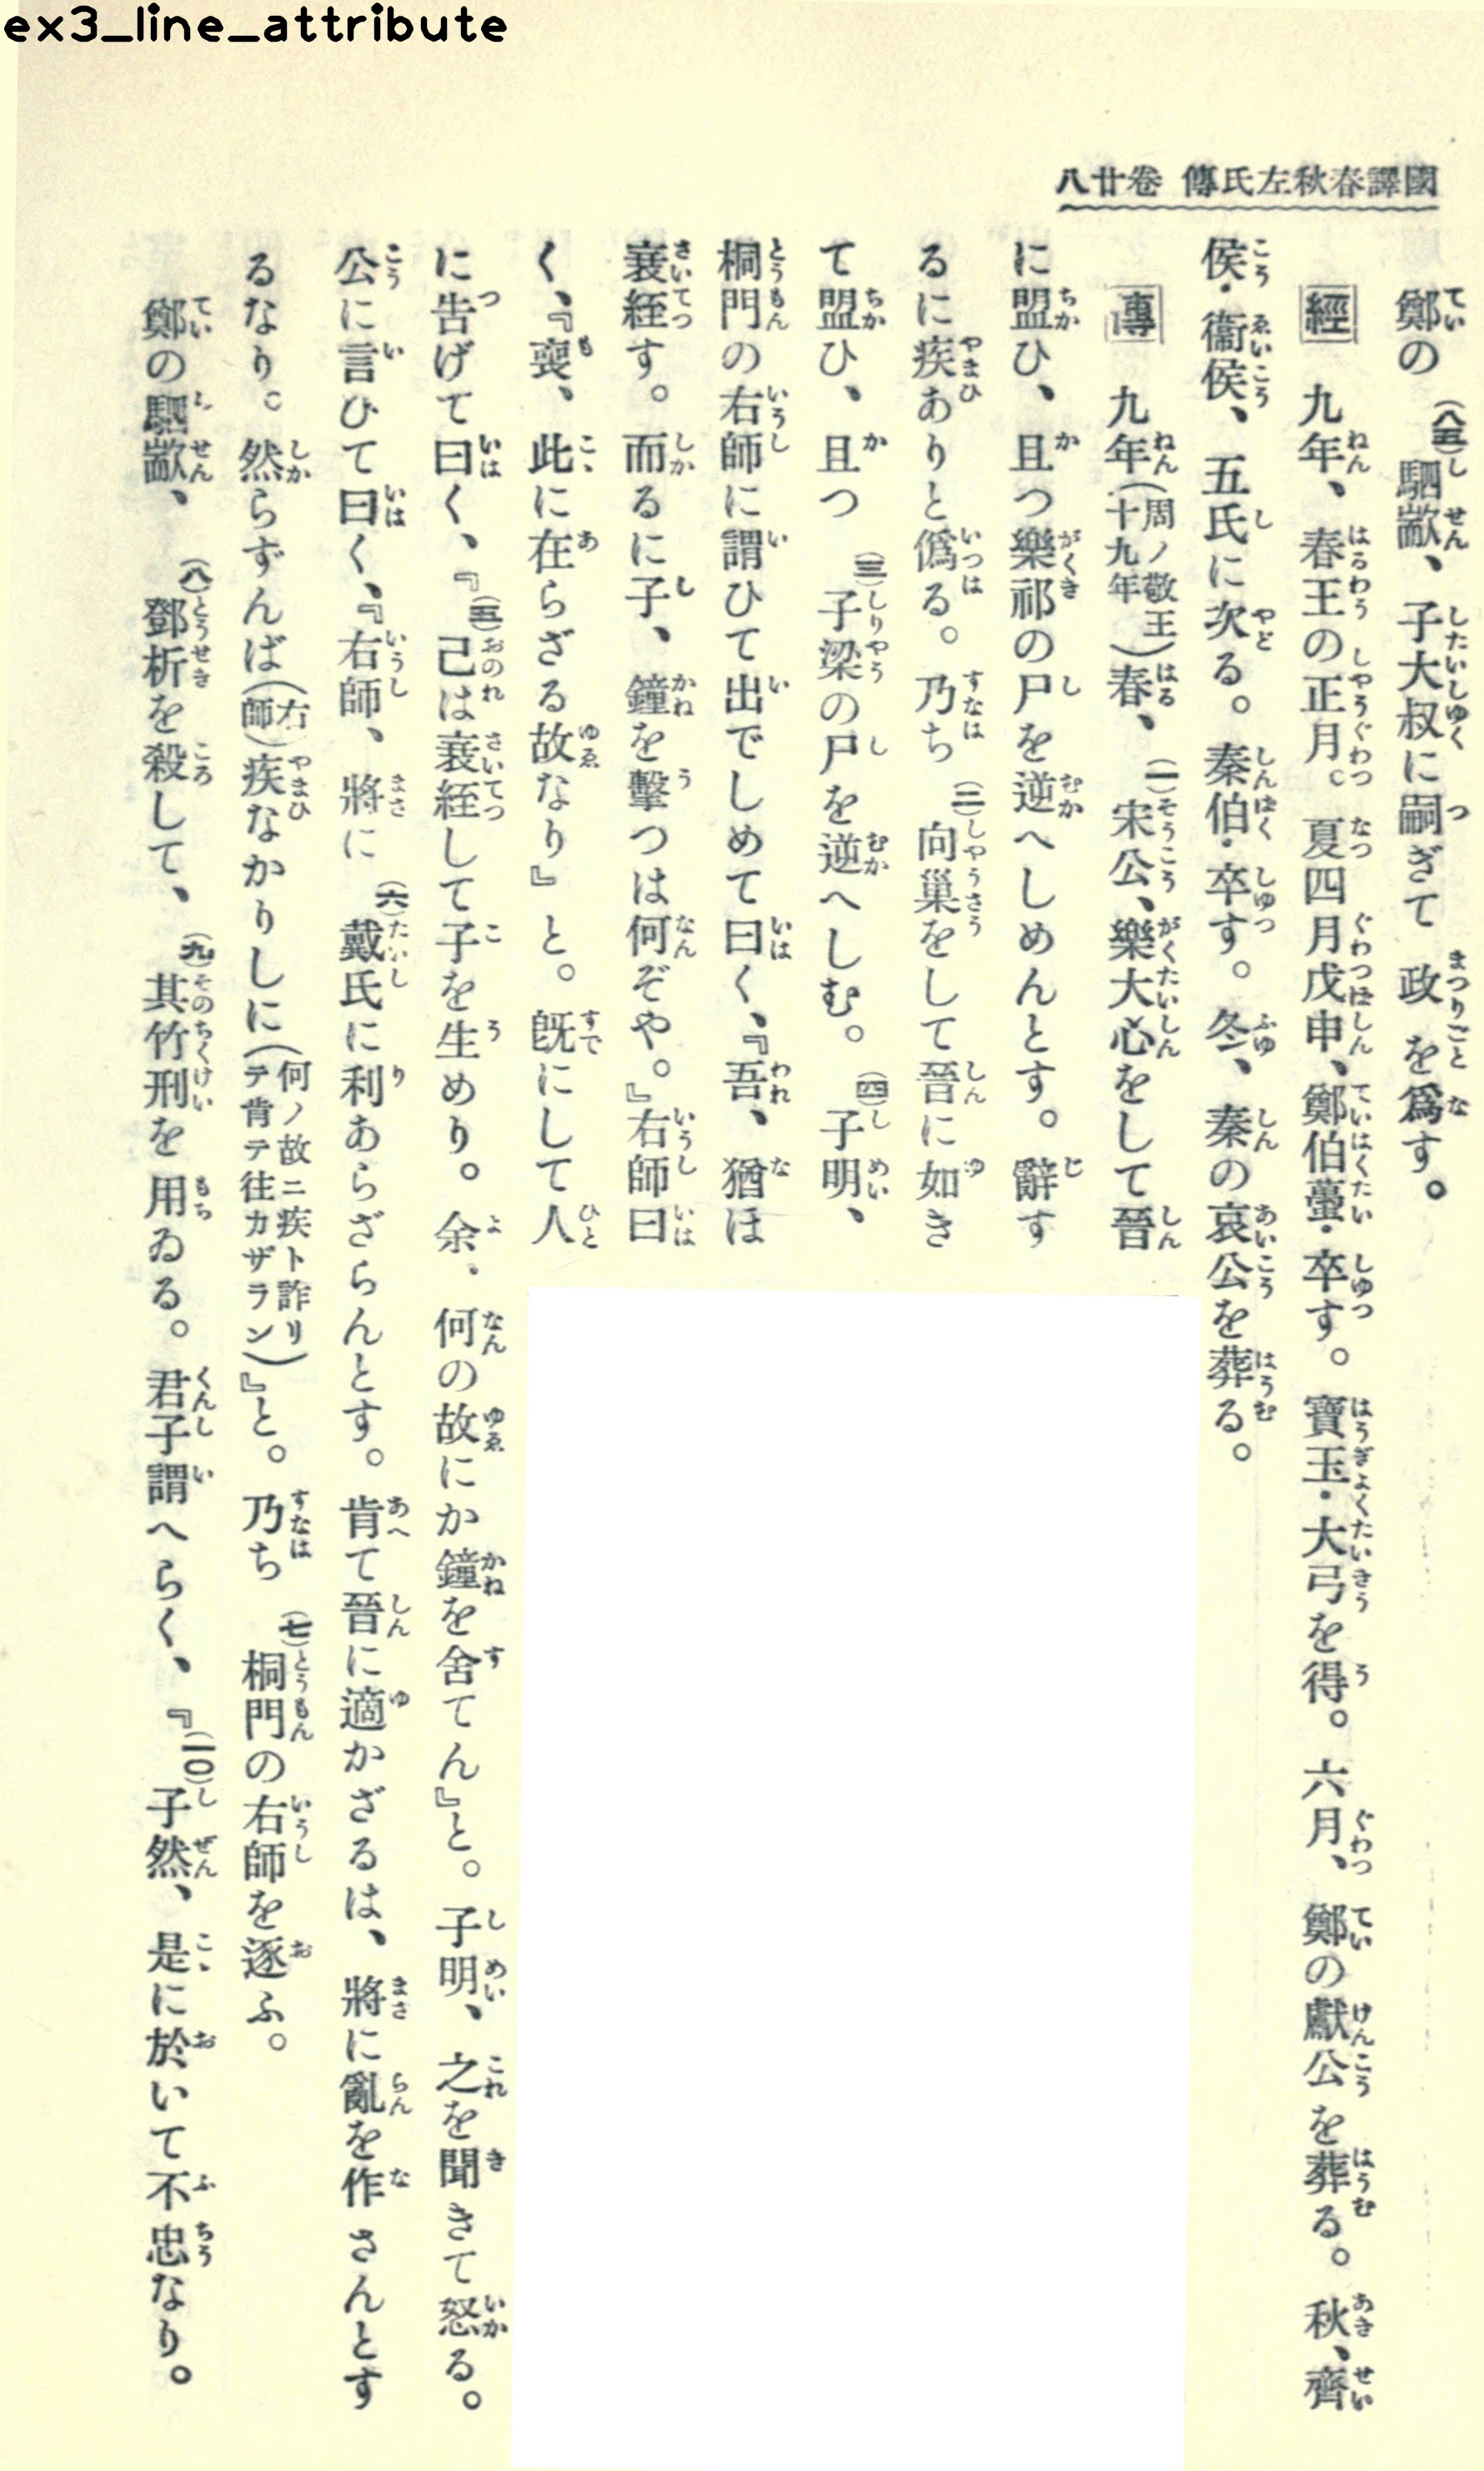 ex3_line_attribute
國譯春秋左氏傳 卷廿八
鄭の(八五)駟歂、子大叔に嗣ぎて政を爲す。
經 九年、春王の正月。夏四月戊申、鄭伯蠆・卒す。寶玉・大弓を得。六月、鄭の獻公を葬る。秋、齊
侯・衞侯、五氏に次る。秦伯・卒す。冬、秦の哀公を葬る。
傳 九年(周ノ敬王十九年)春、(一)宋公、樂大心をして晉
に盟ひ、且つ樂祁の尸を逆へしめんとす。辭す
るに疾ありと僞る。乃ち(二)向巢をして晉に如き
て盟ひ、且つ(三)子梁の尸を逆へしむ。(四)子明、
桐門の右師に謂ひて出でしめて曰く、『吾、猶ほ
衰絰す。而るに子、鐘を擊つは何ぞや。』右師曰
く、『喪、此に在らざる故なり』と。旣にして人
に告げて曰く、『(五)己は衰絰して子を生めり。余、何の故にか鐘を舍てん』と。子明、之を聞きて怒る。
公に言ひて曰く、『右師、將に(六)戴氏に利あらざらんとす。肯て晉に適かざるは、將に亂を作さんとす
るなり。然らずんば(右師)疾なかりしに(何ノ故ニ疾ト詐リテ肯テ往カザラン)』と。乃ち(七)桐門の右師を逐ふ。
鄭の駟歂、(八)鄧析を殺して、(九)其竹刑を用ゐる。君子謂へらく、『(一〇)子然、是に於いて不忠なり。